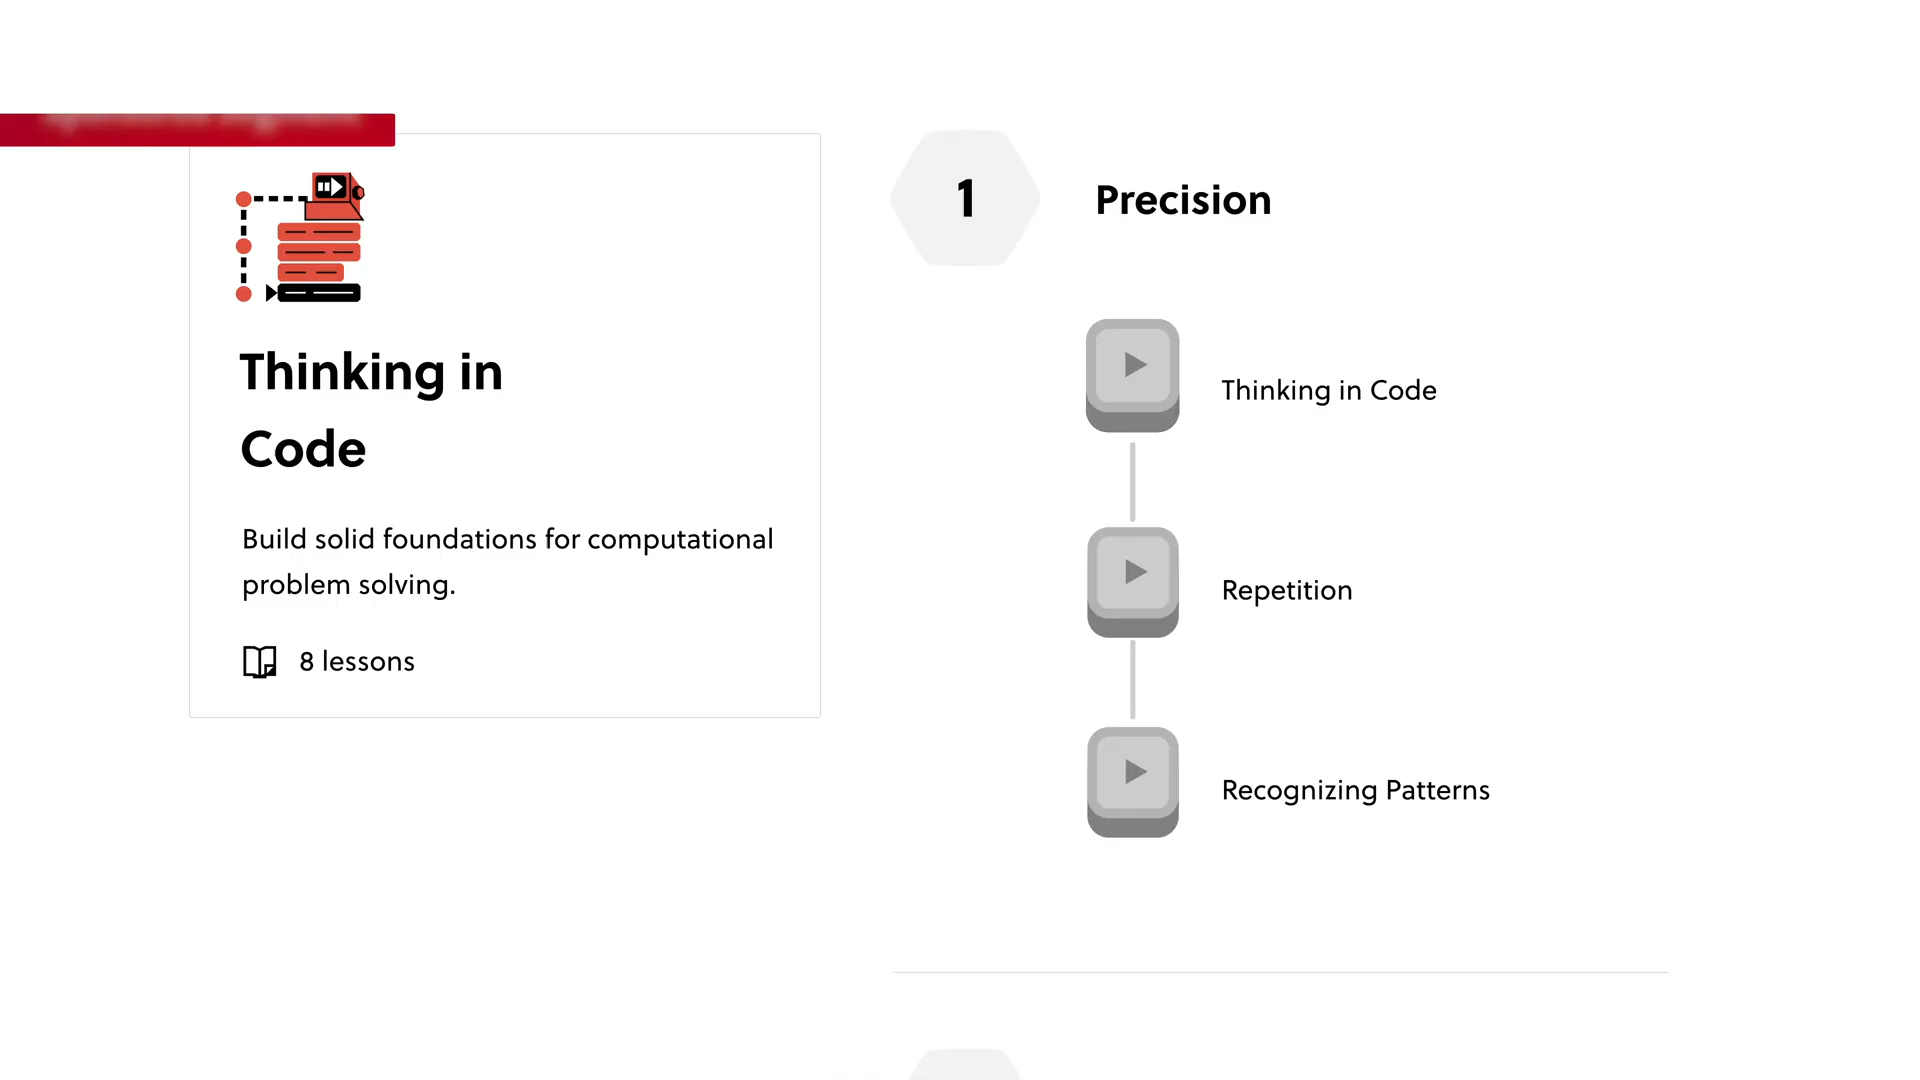 Thinking in
Code
Build solid foundations for computational
problem solving.
8 lessons
1
Precision
Thinking in Code
Repetition
Recognizing Patterns